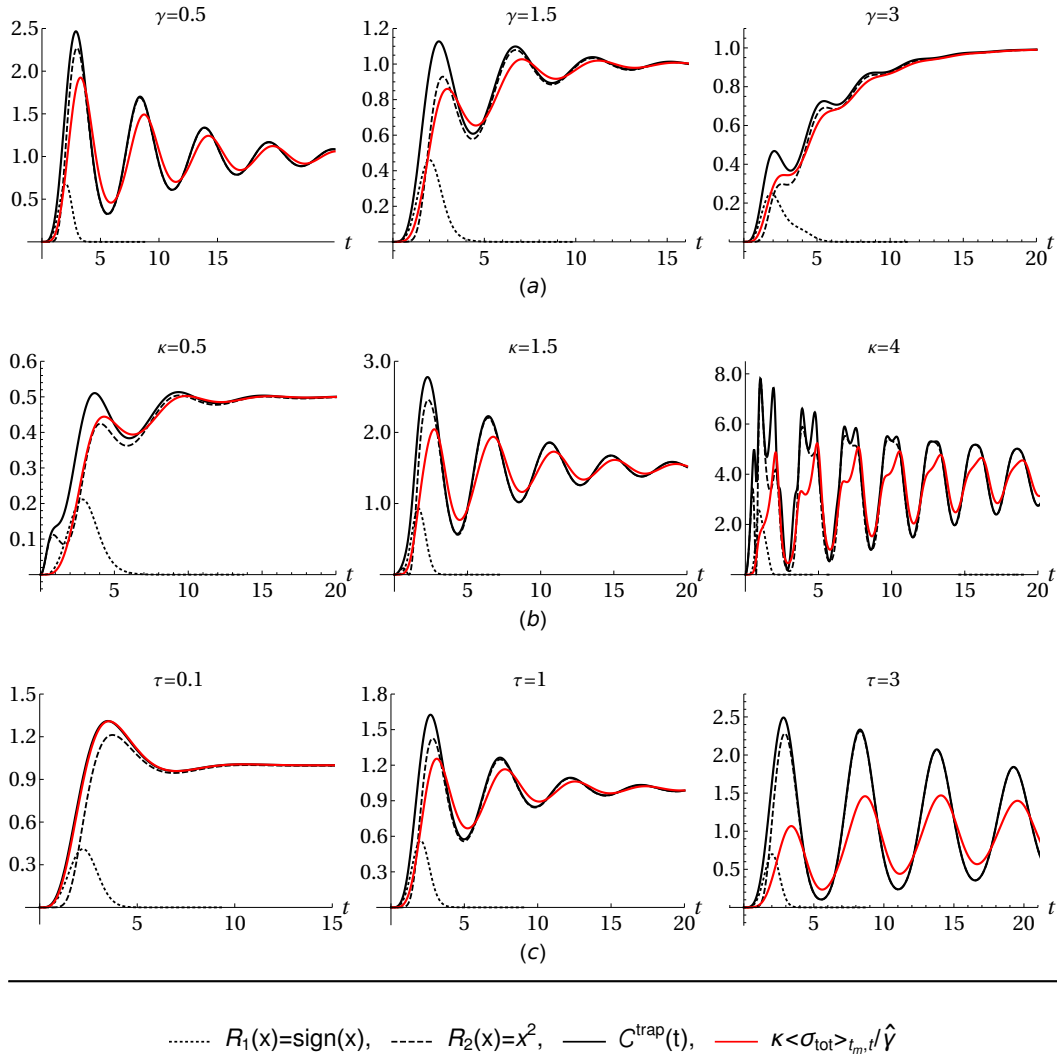 γ=0.5 γ=1.5 γ=3
2.5 2.0 1.5 1.0 0.5 5 10 15 t
1.2 1.0 0.8 0.6 0.4 0.2 5 10 15 t
1.0 0.8 0.6 0.4 0.2 5 10 15 20 t
(a)
κ=0.5 κ=1.5 κ=4
0.6 0.5 0.4 0.3 0.2 0.1 5 10 15 20 t
3.0 2.0 1.0 5 10 15 20 t
8.0 6.0 4.0 2.0 5 10 15 20 t
(b)
τ=0.1 τ=1 τ=3
1.5 1.2 0.9 0.6 0.3 5 10 15 t
1.8 1.5 1.2 0.9 0.6 0.3 5 10 15 20 t
2.5 2.0 1.5 1.0 0.5 5 10 15 20 t
(c)
R₁(x)=sign(x), R₂(x)=x², C^trap(t), κ<σ_tot>_{t_m,t}/γ̂